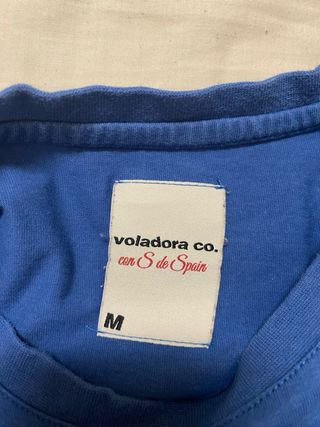 voladora co.
con S de Spain
M